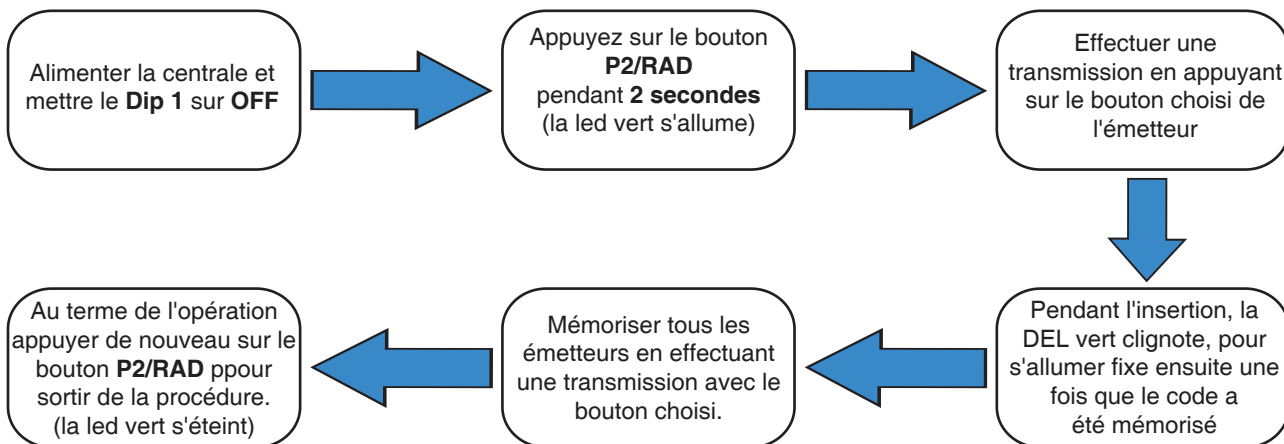 Alimenter la centrale et
mettre le Dip 1 sur OFF
Appuyez sur le bouton
P2/RAD
pendant 2 secondes
(la led vert s'allume)
Effectuer une
transmission en appuyant
sur le bouton choisi de
l'émetteur
Pendant l'insertion, la
DEL vert clignote, pour
s'allumer fixe ensuite une
fois que le code a
été mémorisé
Mémoriser tous les
émetteurs en effectuant
une transmission avec le
bouton choisi.
Au terme de l'opération
appuyer de nouveau sur le
bouton P2/RAD ppour
sortir de la procédure.
(la led vert s'éteint)